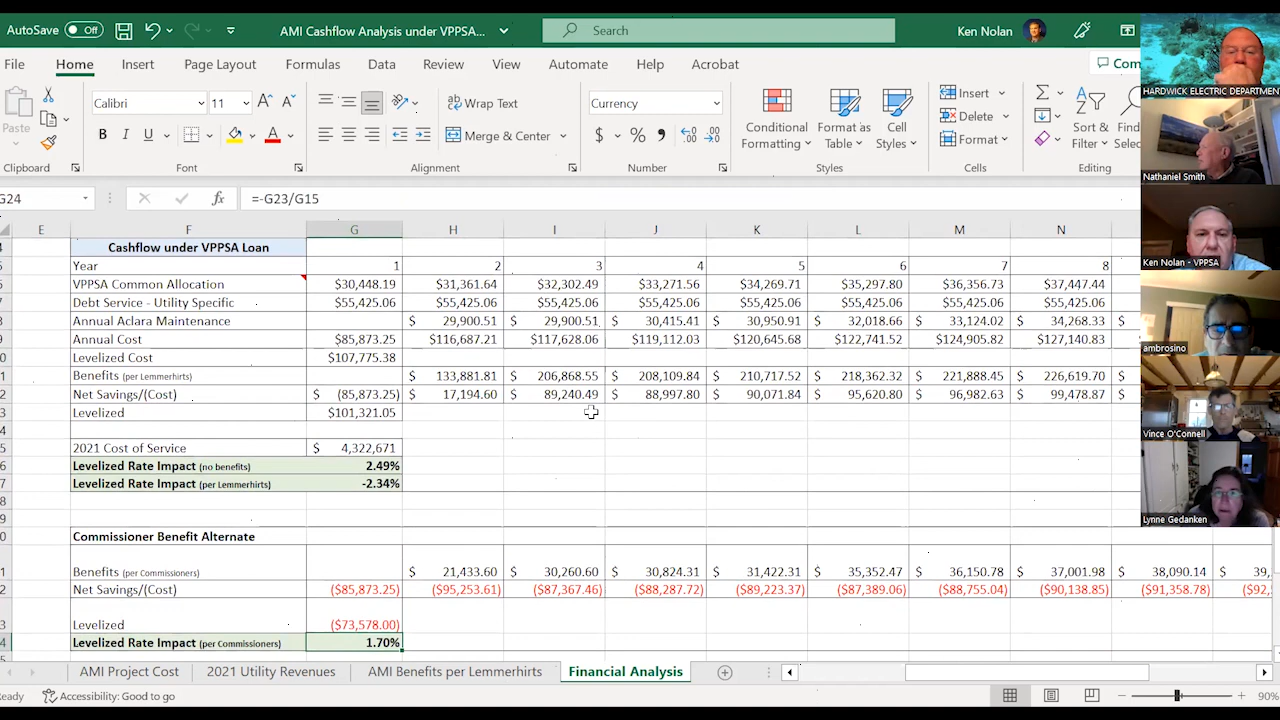 AutoSave Off AMI Cashflow Analysis under VPPSA... Search Ken Nolan
File Home Insert Page Layout Formulas Data Review View Automate Help Acrobat Com
HARDWICK ELECTRIC DEPARTMEN
Paste Calibri 11 Wrap Text Currency Conditional Formatting Format as Table Cell Styles Insert Delete Format Sort & Filter Find Selec
B I U Merge & Center $ % ,
Clipboard Font Alignment Number Styles Cells Editing
Nathaniel Smith
G24 fx =-G23/G15
E F G H I J K L M N
Cashflow under VPPSA Loan
Year 1 2 3 4 5 6 7 8
Ken Nolan - VPPSA
VPPSA Common Allocation $30,448.19 $31,361.64 $32,302.49 $33,271.56 $34,269.71 $35,297.80 $36,356.73 $37,447.44
Debt Service - Utility Specific $55,425.06 $55,425.06 $55,425.06 $55,425.06 $55,425.06 $55,425.06 $55,425.06 $55,425.06
Annual Aclara Maintenance $ 29,900.51 $ 29,900.51 $ 30,415.41 $ 30,950.91 $ 32,018.66 $ 33,124.02 $ 34,268.33 $
Annual Cost $85,873.25 $116,687.21 $117,628.06 $119,112.03 $120,645.68 $122,741.52 $124,905.82 $127,140.83
ambrosino
Levelized Cost $107,775.38
Benefits (per Lemmerhirts) $ 133,881.81 $ 206,868.55 $ 208,109.84 $ 210,717.52 $ 218,362.32 $ 221,888.45 $ 226,619.70 $
Net Savings/(Cost) $ (85,873.25) $ 17,194.60 $ 89,240.49 $ 88,997.80 $ 90,071.84 $ 95,620.80 $ 96,982.63 $ 99,478.87 $
Levelized $101,321.05
Vince O'Connell
2021 Cost of Service $ 4,322,671
Levelized Rate Impact (no benefits) 2.49%
Levelized Rate Impact (per Lemmerhirts) -2.34%
Lynne Gedanken
Commissioner Benefit Alternate
Benefits (per Commissioners) $ 21,433.60 $ 30,260.60 $ 30,824.31 $ 31,422.31 $ 35,352.47 $ 36,150.78 $ 37,001.98 $ 38,090.14 $ 39,
Net Savings/(Cost) ($85,873.25) ($95,253.61) ($87,367.46) ($88,287.72) ($89,223.37) ($87,389.06) ($88,755.04) ($90,138.85) ($91,358.78) ($92,
Levelized ($73,578.00)
Levelized Rate Impact (per Commissioners) 1.70%
AMI Project Cost 2021 Utility Revenues AMI Benefits per Lemmerhirts Financial Analysis
Ready Accessibility: Good to go 90%